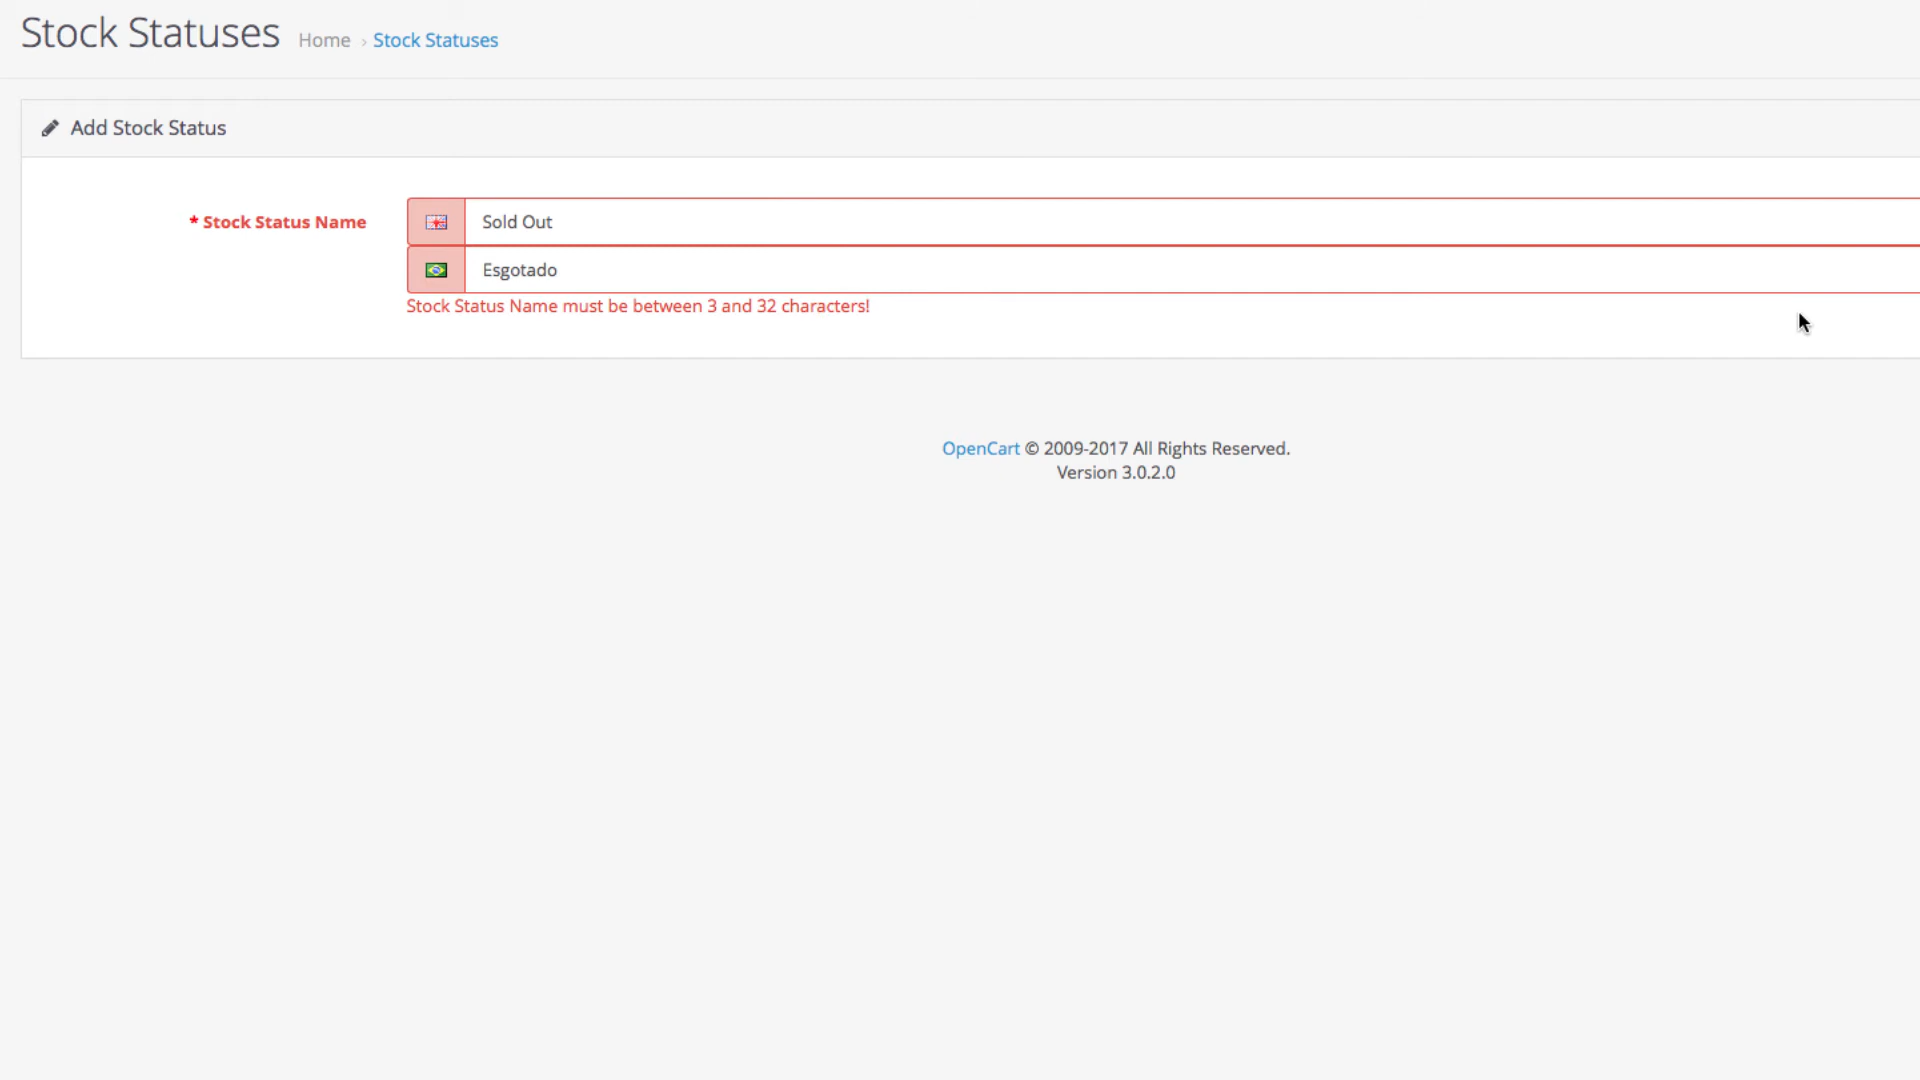 Stock Statuses Home › Stock Statuses
Add Stock Status
* Stock Status Name Sold Out
Esgotado
Stock Status Name must be between 3 and 32 characters!
OpenCart © 2009-2017 All Rights Reserved.
Version 3.0.2.0